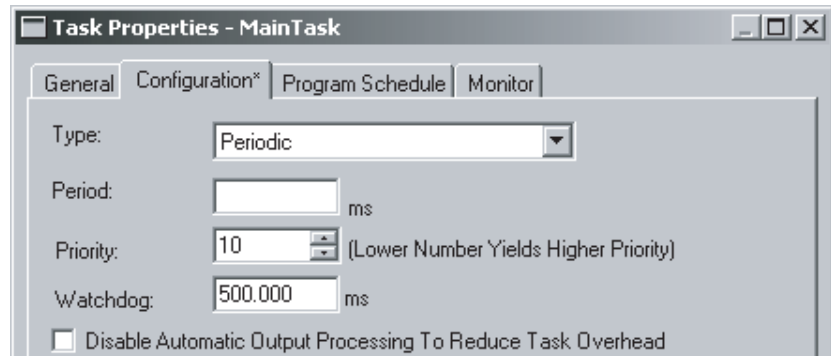 Task Properties - MainTask
General Configuration* Program Schedule Monitor
Type: Periodic
Period: ms
Priority: 10 (Lower Number Yields Higher Priority)
Watchdog: 500.000 ms
Disable Automatic Output Processing To Reduce Task Overhead